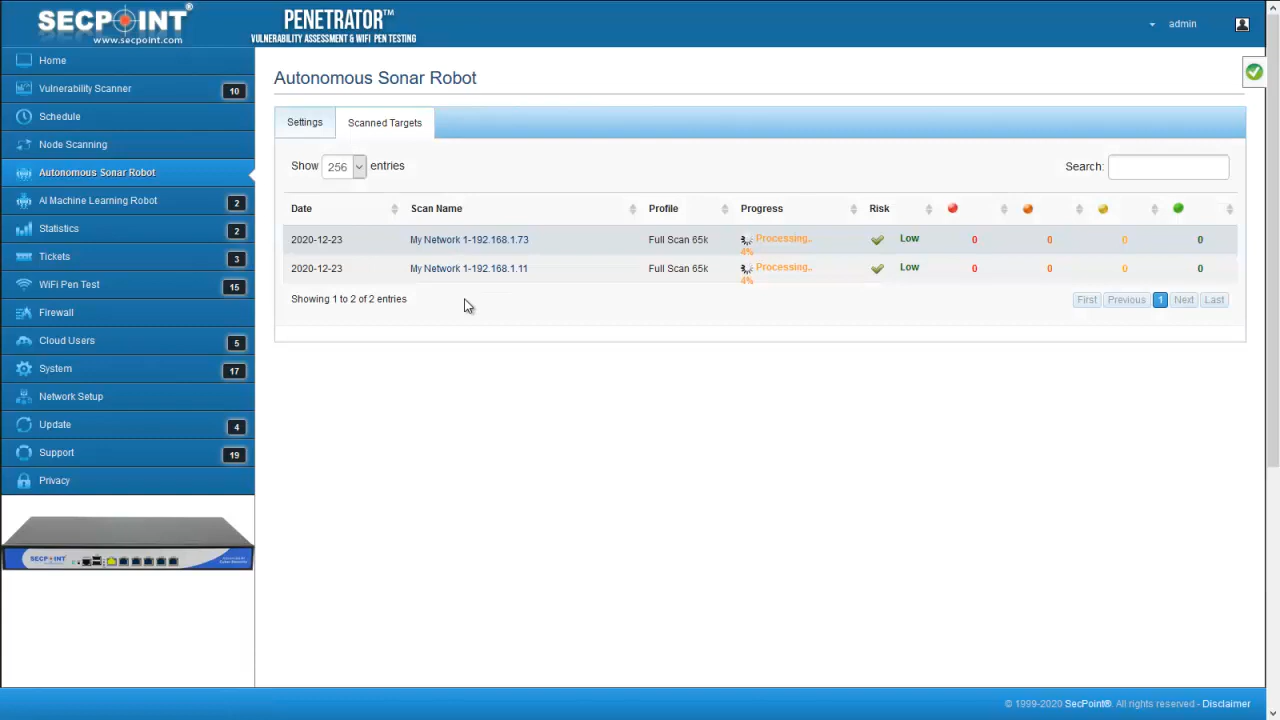 SECPOINT®
www.secpoint.com
PENETRATOR™
VULNERABILITY ASSESSMENT & WIFI PEN TESTING
admin
Home
Vulnerability Scanner 10
Schedule
Node Scanning
Autonomous Sonar Robot
AI Machine Learning Robot 2
Statistics 2
Tickets 3
WiFi Pen Test 15
Firewall
Cloud Users 5
System 17
Network Setup
Update 4
Support 19
Privacy
SECPOINT
Autonomous Sonar Robot
Settings Scanned Targets
Show 256 entries Search:
Date Scan Name Profile Progress Risk
2020-12-23 My Network 1-192.168.1.73 Full Scan 65k Processing.. Low 0 0 0 0
4%
2020-12-23 My Network 1-192.168.1.11 Full Scan 65k Processing.. Low 0 0 0 0
4%
Showing 1 to 2 of 2 entries First Previous 1 Next Last
© 1999-2020 SecPoint®. All rights reserved - Disclaimer